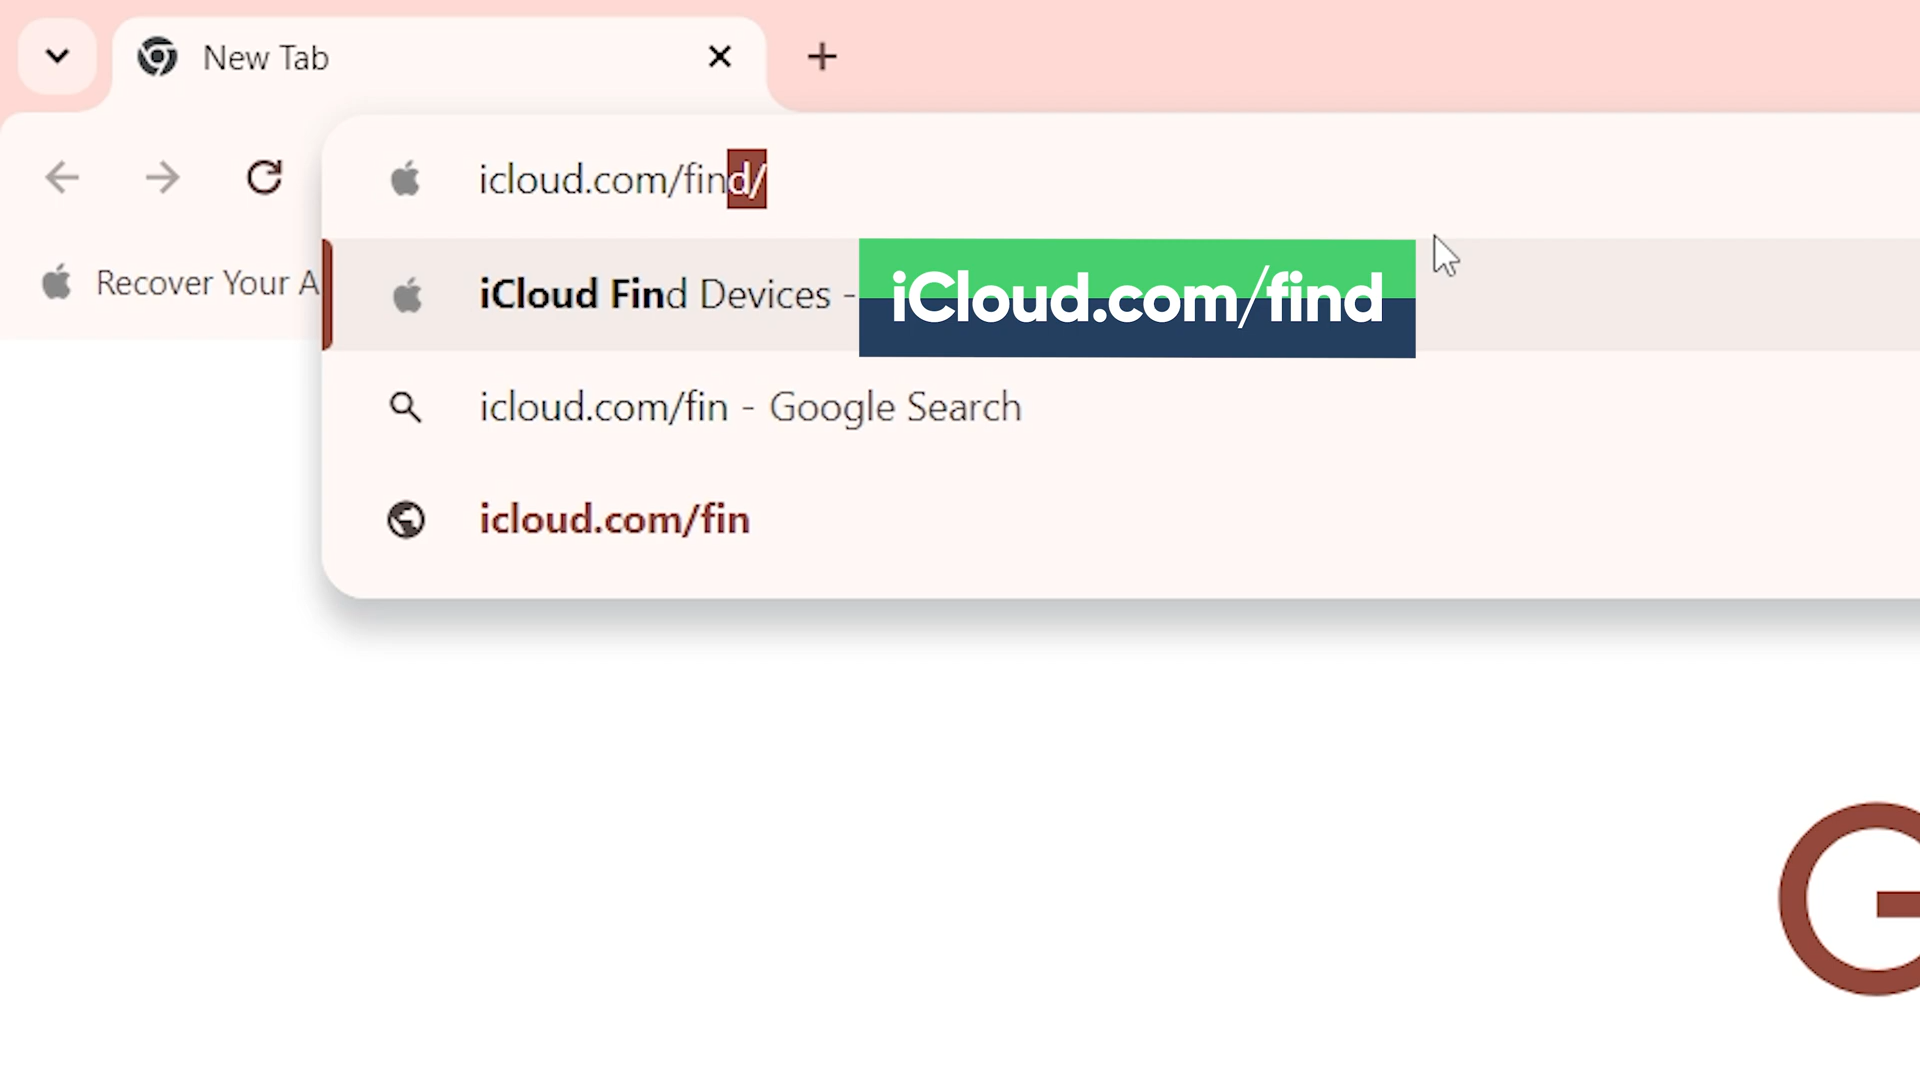 New Tab
icloud.com/find/
Recover Your A
iCloud Find Devices -
iCloud.com/find
icloud.com/fin - Google Search
icloud.com/fin
G